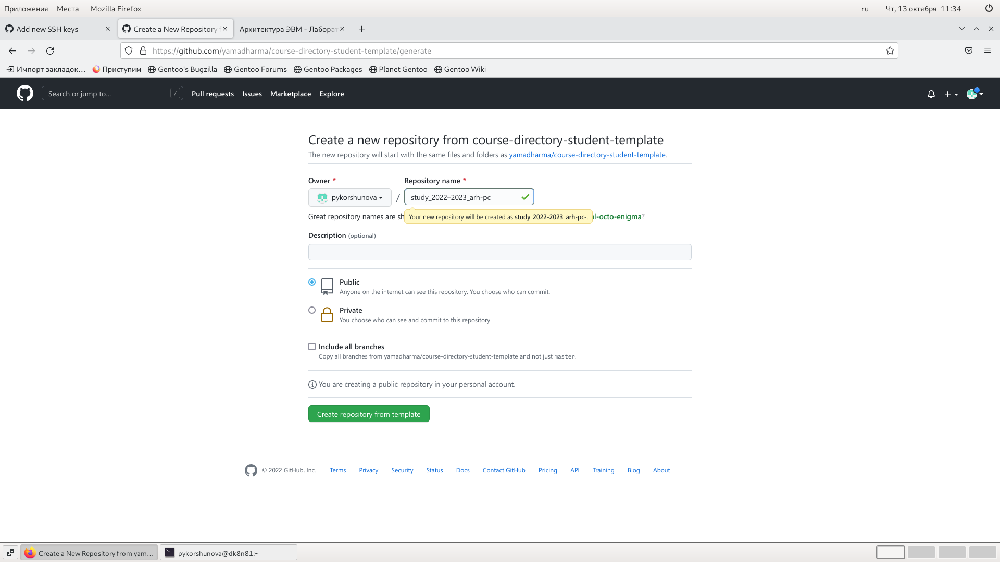 Приложения Места Mozilla Firefox ru Чт, 13 октября 11:34
Add new SSH keys Create a New Repository f Архитектура ЭВМ - Лаборат
https://github.com/yamadharma/course-directory-student-template/generate
Импорт закладок… Приступим Gentoo's Bugzilla Gentoo Forums Gentoo Packages Planet Gentoo Gentoo Wiki
Search or jump to… / Pull requests Issues Marketplace Explore
Create a new repository from course-directory-student-template
The new repository will start with the same files and folders as yamadharma/course-directory-student-template.
Owner * Repository name *
pykorshunova / study_2022–2023_arh-pc
Great repository names are sh Your new repository will be created as study_2022-2023_arh-pc-. al-octo-enigma?
Description (optional)
Public
Anyone on the internet can see this repository. You choose who can commit.
Private
You choose who can see and commit to this repository.
Include all branches
Copy all branches from yamadharma/course-directory-student-template and not just master.
You are creating a public repository in your personal account.
Create repository from template
© 2022 GitHub, Inc. Terms Privacy Security Status Docs Contact GitHub Pricing API Training Blog About
Create a New Repository from yam… pykorshunova@dk8n81:~